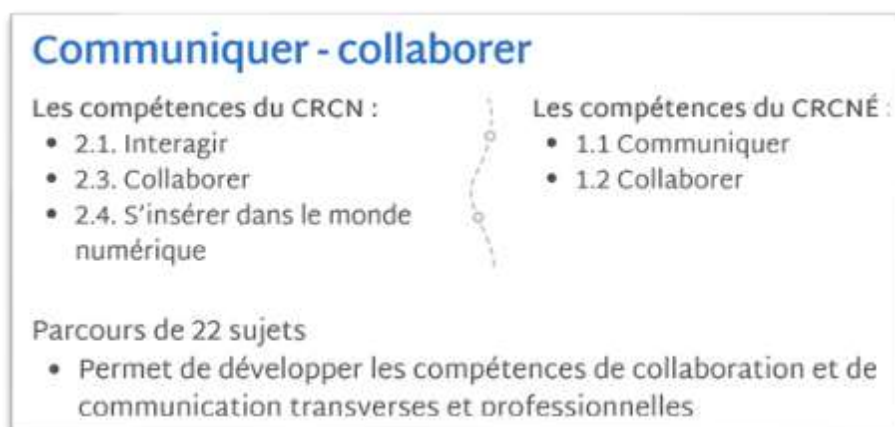 Communiquer - collaborer
Les compétences du CRCN :
• 2.1. Interagir
• 2.3. Collaborer
• 2.4. S'insérer dans le monde
numérique
Les compétences du CRCNÉ :
• 1.1 Communiquer
• 1.2 Collaborer
Parcours de 22 sujets
• Permet de développer les compétences de collaboration et de
communication transverses et professionnelles